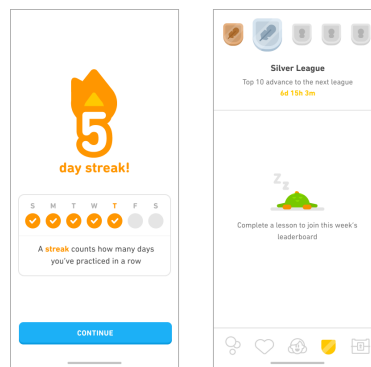 5
day streak!
S M T W T F S
A streak counts how many days
you've practiced in a row
CONTINUE
Silver League
Top 10 advance to the next league
6d 15h 3m
Z Z
Complete a lesson to join this week's
leaderboard